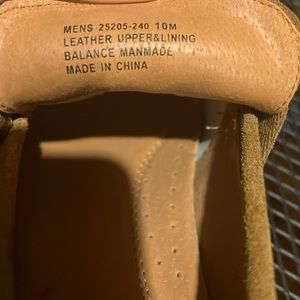 MENS 25205-240 10M
LEATHER UPPER&LINING
BALANCE MANMADE
MADE IN CHINA